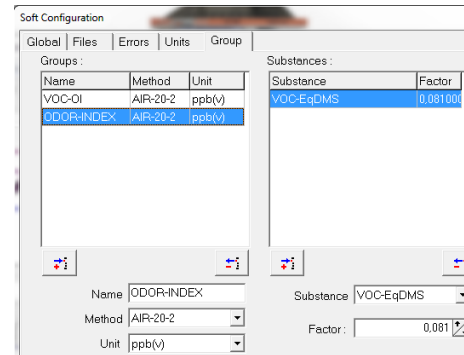 Soft Configuration
Global Files Errors Units Group
Groups : Substances :
Name Method Unit Substance Factor
VOC-OI AIR-20-2 ppb(v) VOC-EqDMS 0,081000
ODOR-INDEX AIR-20-2 ppb(v)
Name ODOR-INDEX Substance VOC-EqDMS
Method AIR-20-2 Factor : 0,081
Unit ppb(v)